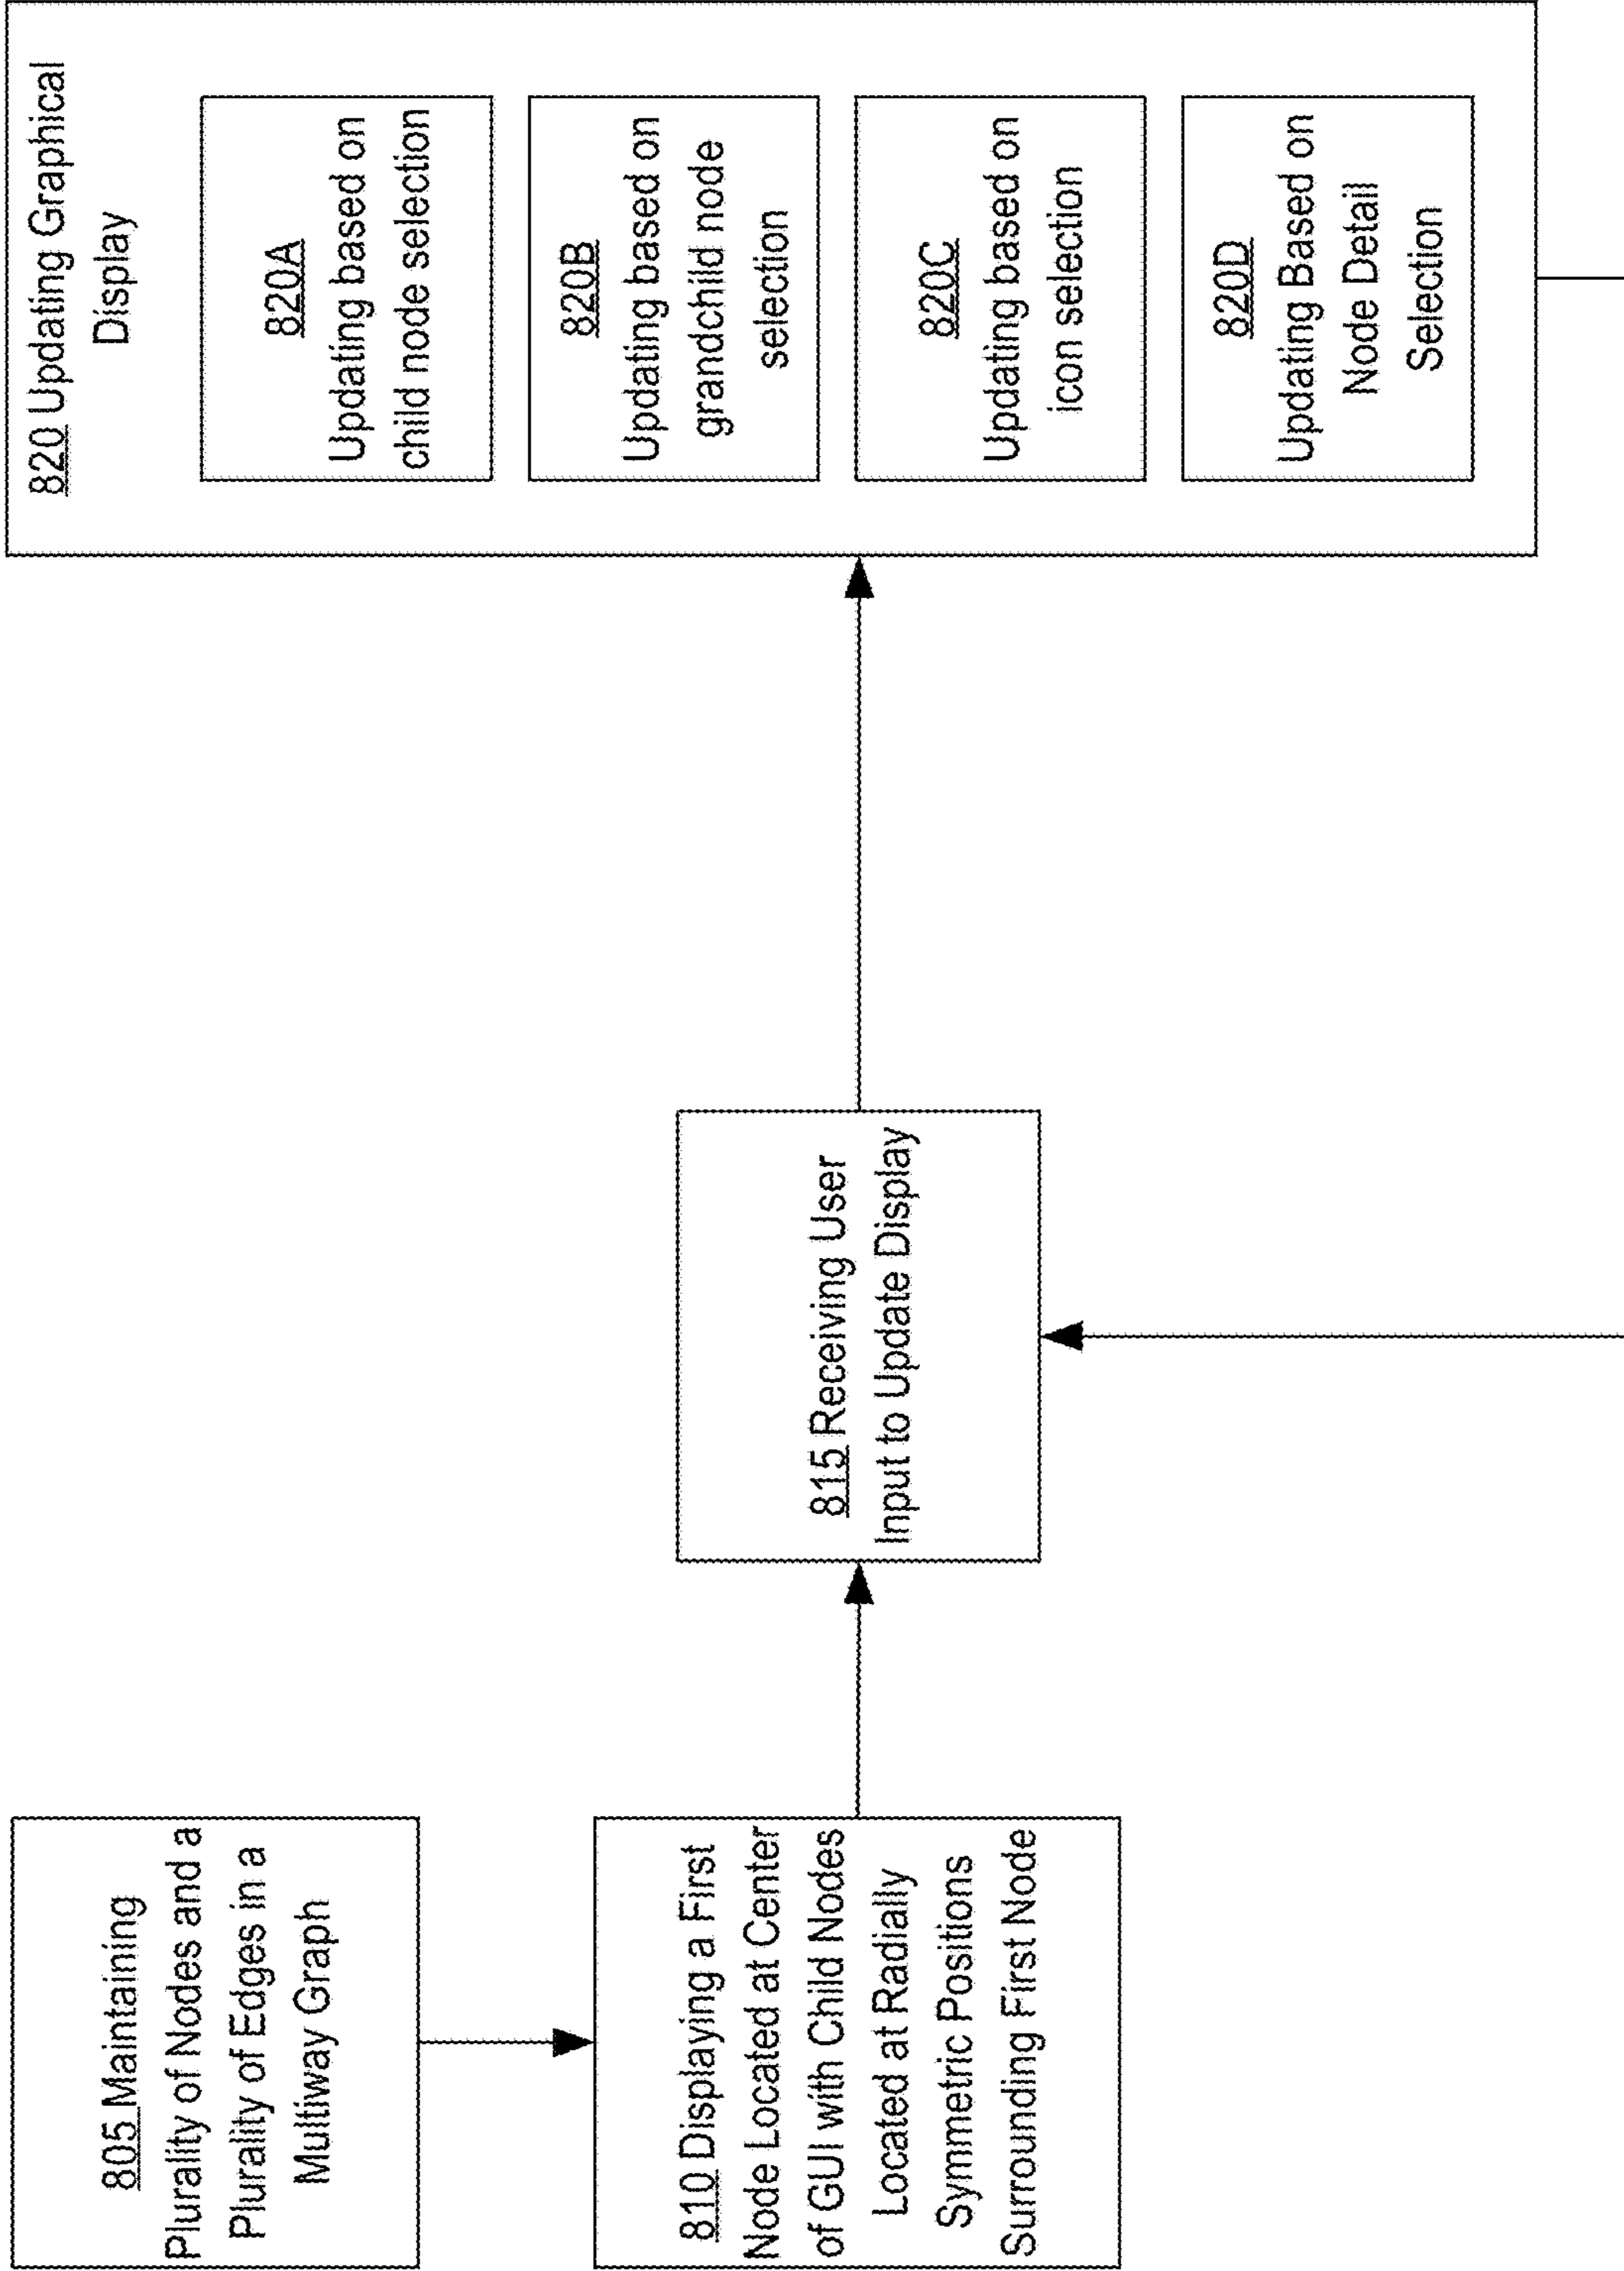 805 Maintaining
Plurality of Nodes and a
Plurality of Edges in a
Multiway Graph
810 Displaying a First
Node Located at Center
of GUI with Child Nodes
Located at Radially
Symmetric Positions
Surrounding First Node
815 Receiving User
Input to Update Display
820 Updating Graphical
Display
820A
Updating based on
child node selection
820B
Updating based on
grandchild node
selection
820C
Updating based on
icon selection
820D
Updating Based on
Node Detail
Selection